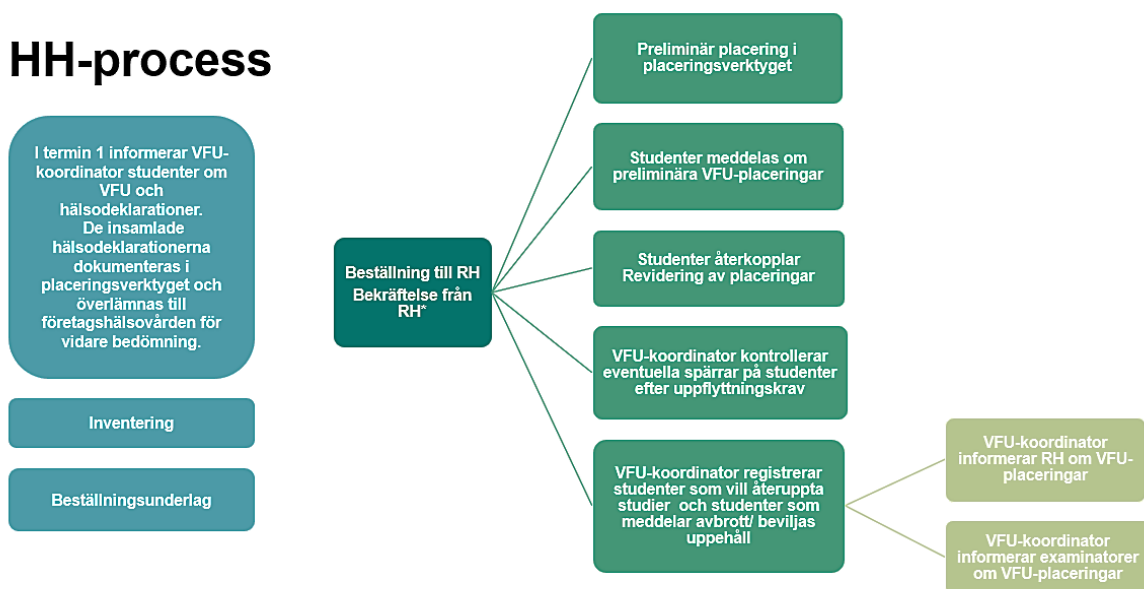 HH-process
I termin 1 informerar VFU-
koordinator studenter om
VFU och
hälsodeklarationer.
De insamlade
hälsodeklarationerna
dokumenteras i
placeringsverktyget och
överlämnas till
företagshälsovården för
vidare bedömning.
Inventering
Beställningsunderlag
Beställning till RH
Bekräftelse från
RH*
Preliminär placering i
placeringsverktyget
Studenter meddelas om
preliminära VFU-placeringar
Studenter återkopplar
Revidering av placeringar
VFU-koordinator kontrollerar
eventuella spärrar på studenter
efter uppflyttningskrav
VFU-koordinator registrerar
studenter som vill återuppta
studier och studenter som
meddelar avbrott/ beviljas
uppehåll
VFU-koordinator
informerar RH om VFU-
placeringar
VFU-koordinator
informerar examinatorer
om VFU-placeringar